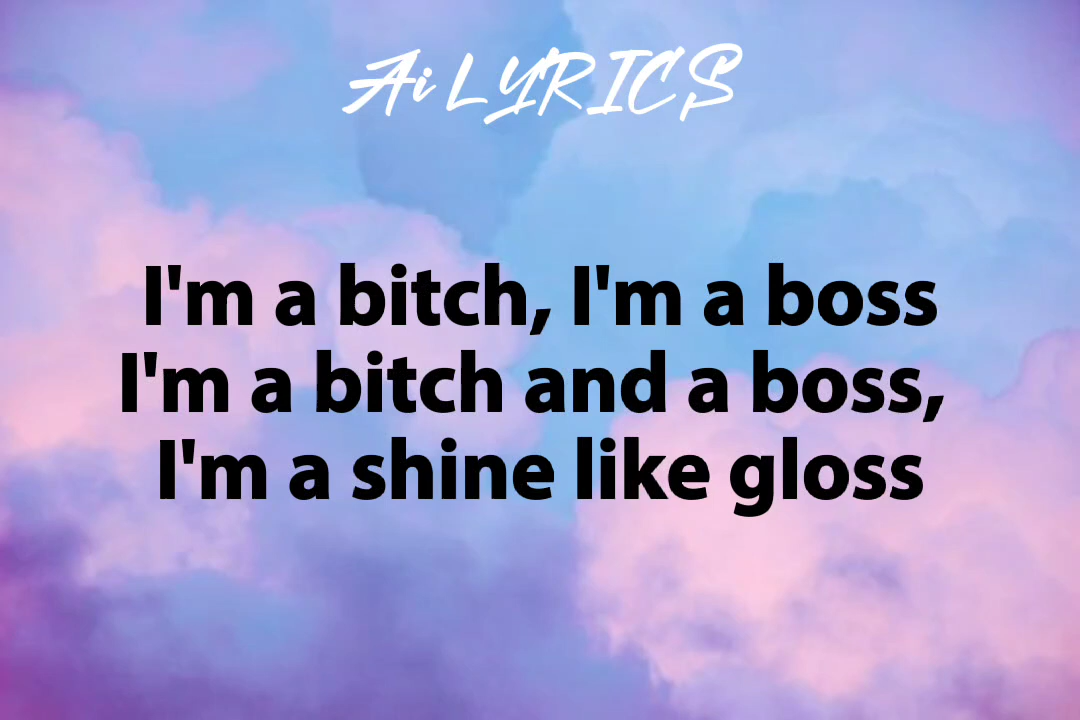 Ai LYRICS
I'm a bitch, I'm a boss
I'm a bitch and a boss,
I'm a shine like gloss